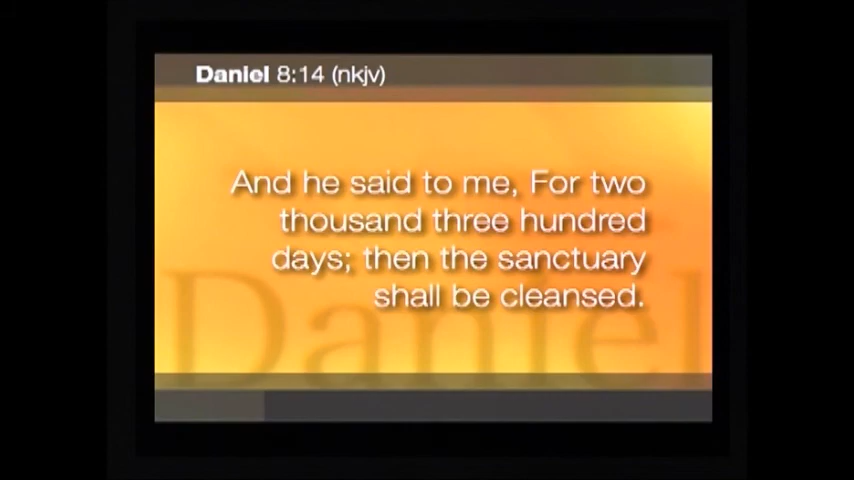 Daniel 8:14 (nkjv)
And he said to me, For two
thousand three hundred
days; then the sanctuary
shall be cleansed.
Daniel